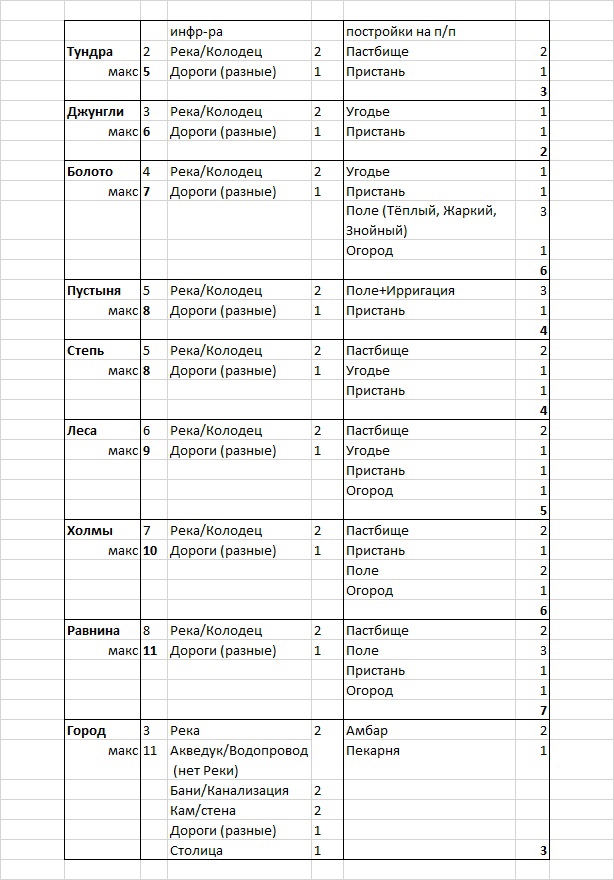 инфр-ра постройки на п/п
Тундра 2 Река/Колодец 2 Пастбище 2
макс 5 Дороги (разные) 1 Пристань 1
3
Джунгли 3 Река/Колодец 2 Угодье 1
макс 6 Дороги (разные) 1 Пристань 1
2
Болото 4 Река/Колодец 2 Угодье 1
макс 7 Дороги (разные) 1 Пристань 1
Поле (Тёплый, Жаркий, 3
Знойный)
Огород 1
6
Пустыня 5 Река/Колодец 2 Поле+Ирригация 3
макс 8 Дороги (разные) 1 Пристань 1
4
Степь 5 Река/Колодец 2 Пастбище 2
макс 8 Дороги (разные) 1 Угодье 1
Пристань 1
4
Леса 6 Река/Колодец 2 Пастбище 2
макс 9 Дороги (разные) 1 Угодье 1
Пристань 1
Огород 1
5
Холмы 7 Река/Колодец 2 Пастбище 2
макс 10 Дороги (разные) 1 Пристань 1
Поле 2
Огород 1
6
Равнина 8 Река/Колодец 2 Пастбище 2
макс 11 Дороги (разные) 1 Поле 3
Пристань 1
Огород 1
7
Город 3 Река 2 Амбар 2
макс 11 Акведук/Водопровод Пекарня 1
(нет Реки)
Бани/Канализация 2
Кам/стена 2
Дороги (разные) 1
Столица 1 3